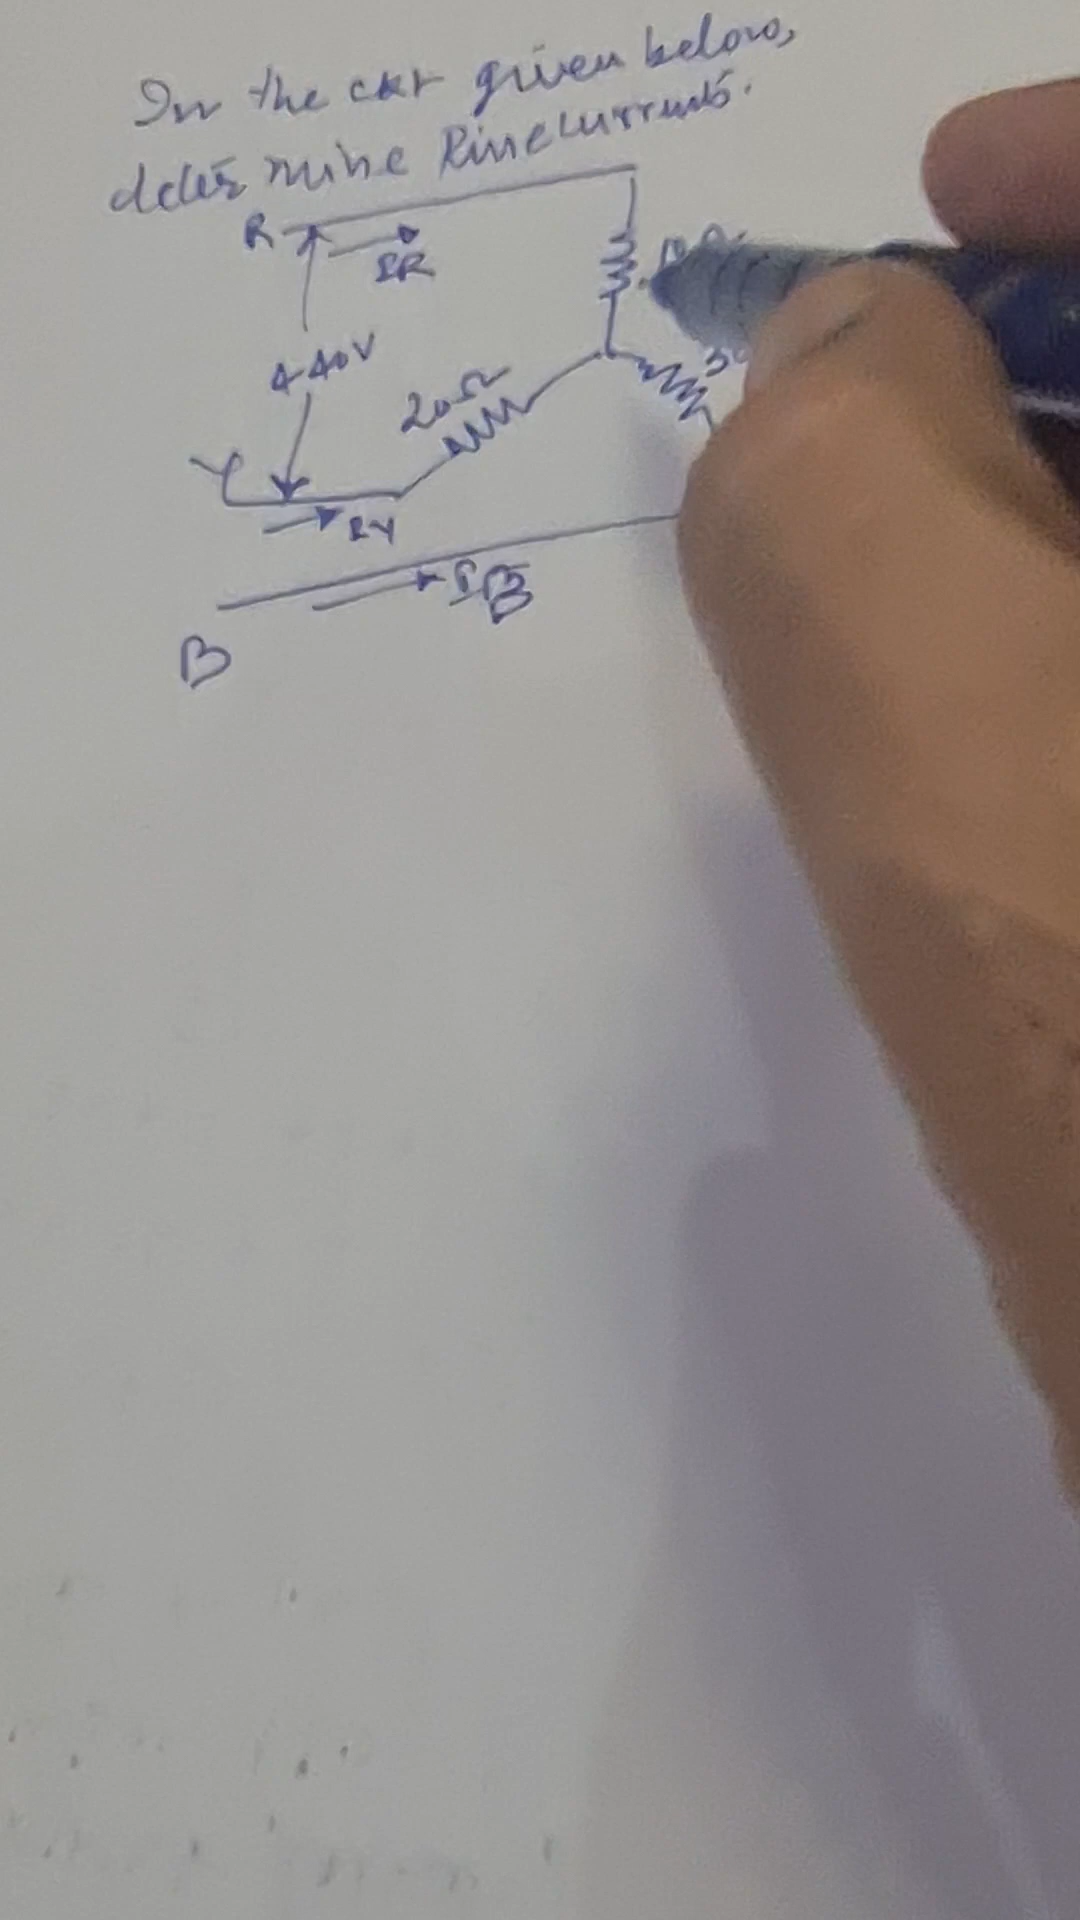 In the ckt given below,
determine line currents.
R
IR
440V
20Ω
Y
IY
IB
B